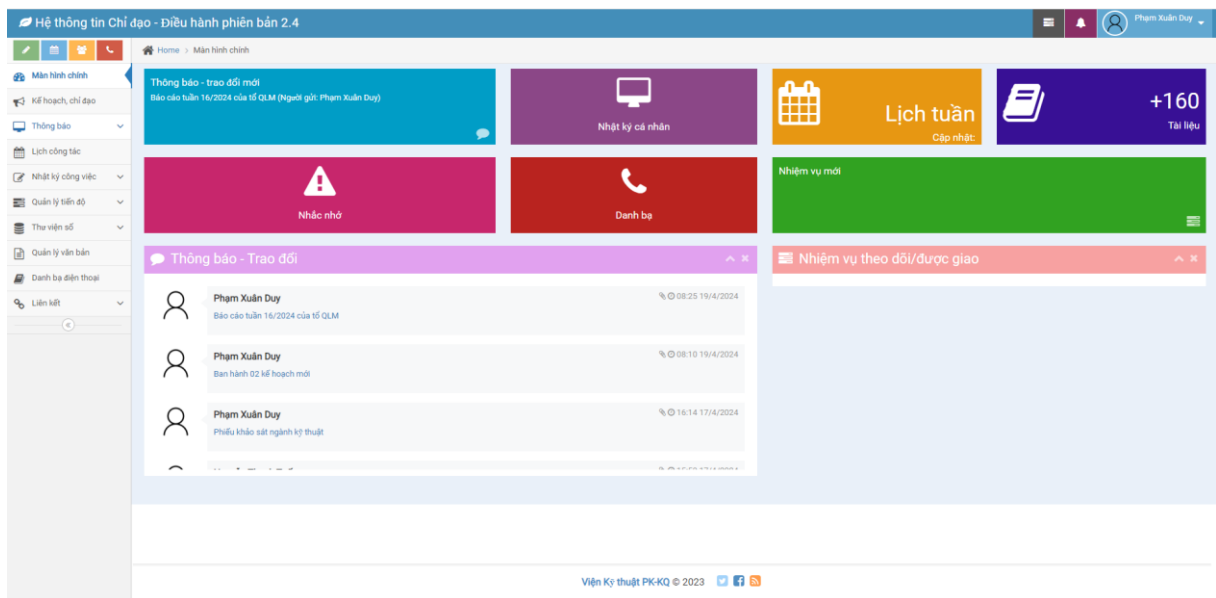 Hệ thông tin Chỉ đạo - Điều hành phiên bản 2.4
Phạm Xuân Duy
Home > Màn hình chính
Màn hình chính
Kế hoạch, chỉ đạo
Thông báo
Lịch công tác
Nhật ký công việc
Quản lý tiến độ
Thư viện số
Quản lý văn bản
Danh bạ điện thoại
Liên kết
Thông báo - trao đổi mới
Báo cáo tuần 16/2024 của tổ QLM (Người gửi: Phạm Xuân Duy)
Nhật ký cá nhân
Lịch tuần
Cập nhật:
+160
Tài liệu
Nhắc nhở
Danh bạ
Nhiệm vụ mới
Thông báo - Trao đổi
Phạm Xuân Duy
08:25 19/4/2024
Báo cáo tuần 16/2024 của tổ QLM
Phạm Xuân Duy
08:10 19/4/2024
Ban hành 02 kế hoạch mới
Phạm Xuân Duy
16:14 17/4/2024
Phiếu khảo sát ngành kỹ thuật
Nhiệm vụ theo dõi/được giao
Viện Kỹ thuật PK-KQ © 2023